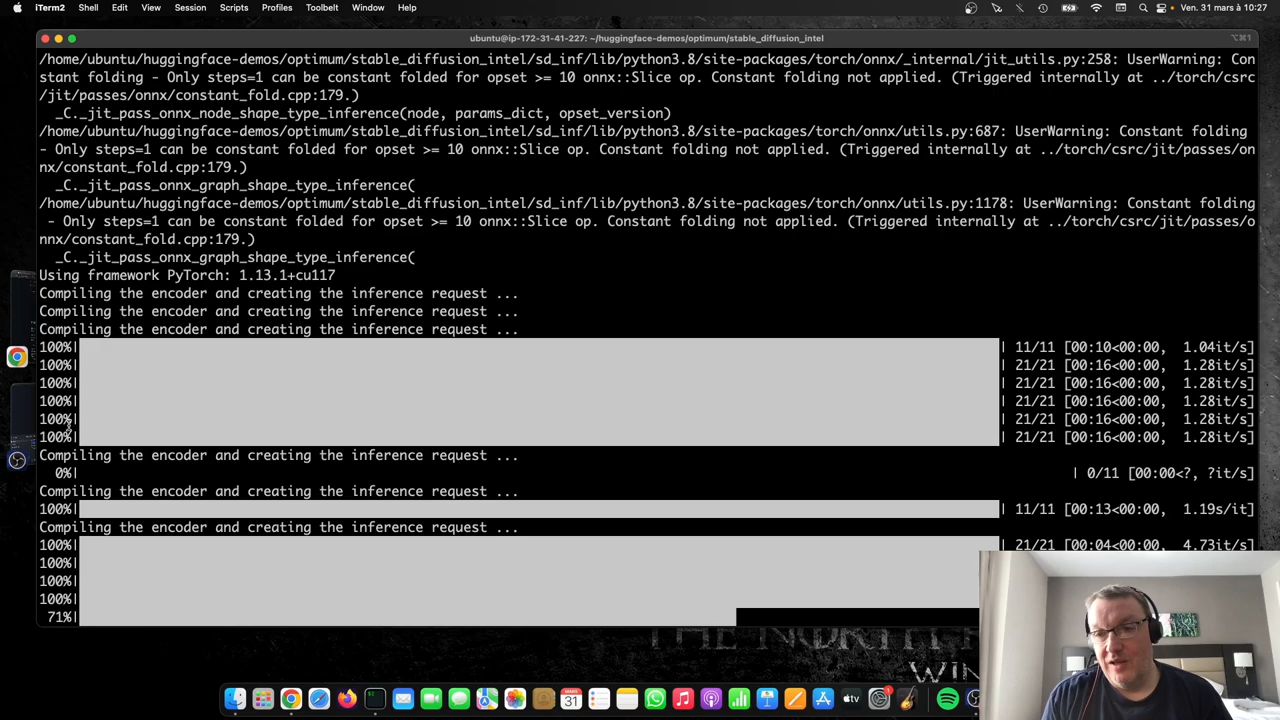 iTerm2 Shell Edit View Session Scripts Profiles Toolbelt Window Help Ven. 31 mars à 10:27
ubuntu@ip-172-31-41-227: ~/huggingface-demos/optimum/stable_diffusion_intel ⌥⌘1
/home/ubuntu/huggingface-demos/optimum/stable_diffusion_intel/sd_inf/lib/python3.8/site-packages/torch/onnx/_internal/jit_utils.py:258: UserWarning: Con
stant folding - Only steps=1 can be constant folded for opset >= 10 onnx::Slice op. Constant folding not applied. (Triggered internally at ../torch/csrc
/jit/passes/onnx/constant_fold.cpp:179.)
_C._jit_pass_onnx_node_shape_type_inference(node, params_dict, opset_version)
/home/ubuntu/huggingface-demos/optimum/stable_diffusion_intel/sd_inf/lib/python3.8/site-packages/torch/onnx/utils.py:687: UserWarning: Constant folding
- Only steps=1 can be constant folded for opset >= 10 onnx::Slice op. Constant folding not applied. (Triggered internally at ../torch/csrc/jit/passes/on
nx/constant_fold.cpp:179.)
_C._jit_pass_onnx_graph_shape_type_inference(
/home/ubuntu/huggingface-demos/optimum/stable_diffusion_intel/sd_inf/lib/python3.8/site-packages/torch/onnx/utils.py:1178: UserWarning: Constant folding
- Only steps=1 can be constant folded for opset >= 10 onnx::Slice op. Constant folding not applied. (Triggered internally at ../torch/csrc/jit/passes/o
nnx/constant_fold.cpp:179.)
_C._jit_pass_onnx_graph_shape_type_inference(
Using framework PyTorch: 1.13.1+cu117
Compiling the encoder and creating the inference request ...
Compiling the encoder and creating the inference request ...
Compiling the encoder and creating the inference request ...
100%| | 11/11 [00:10<00:00, 1.04it/s]
100%| | 21/21 [00:16<00:00, 1.28it/s]
100%| | 21/21 [00:16<00:00, 1.28it/s]
100%| | 21/21 [00:16<00:00, 1.28it/s]
100%| | 21/21 [00:16<00:00, 1.28it/s]
100%| | 21/21 [00:16<00:00, 1.28it/s]
Compiling the encoder and creating the inference request ...
0%| | 0/11 [00:00<?, ?it/s]
Compiling the encoder and creating the inference request ...
100%| | 11/11 [00:13<00:00, 1.19s/it]
Compiling the encoder and creating the inference request ...
100%| | 21/21 [00:04<00:00, 4.73it/s]
100%|
100%|
100%|
71%|
THE NORTH
WIN